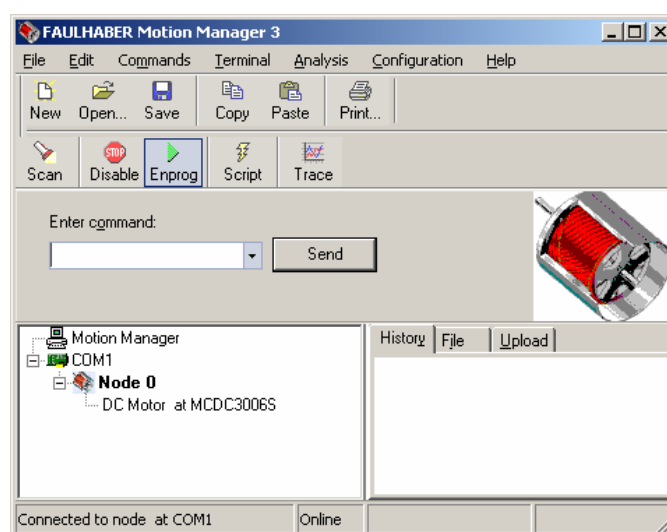 FAULHABER Motion Manager 3
File Edit Commands Terminal Analysis Configuration Help
New Open... Save Copy Paste Print...
STOP
Scan Disable Enprog Script Trace
Enter command:
Send
Motion Manager
COM1
Node 0
DC Motor at MCDC3006S
History File Upload
Connected to node at COM1 Online